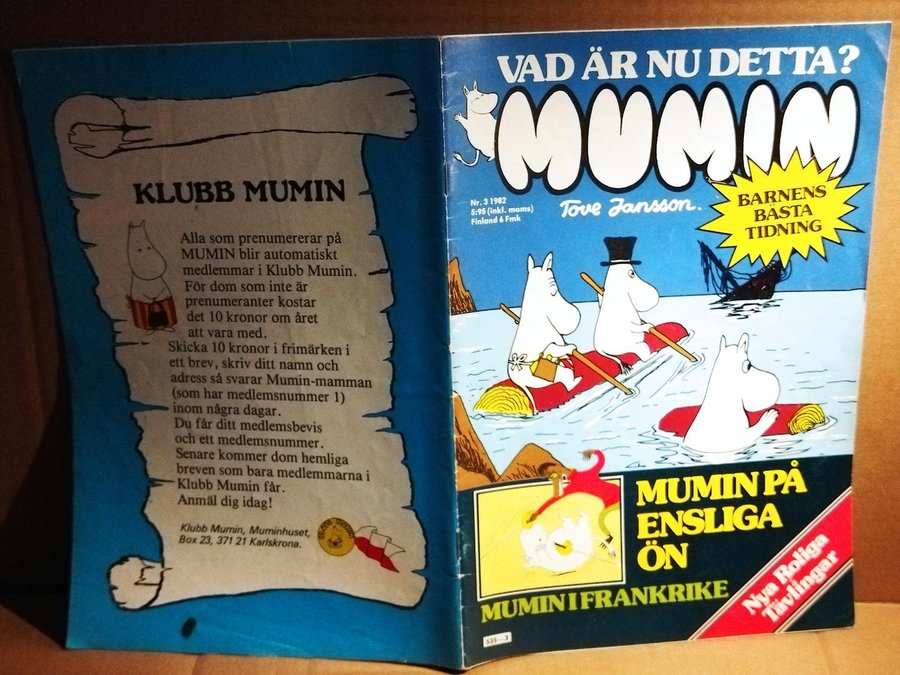 KLUBB MUMIN
Alla som prenumererar på
MUMIN blir automatiskt
medlemmar i Klubb Mumin.
För dom som inte är
prenumeranter kostar
det 10 kronor om året
att vara med.
Skicka 10 kronor i frimärken i
ett brev, skriv ditt namn och
adress så svarar Mumin-mamman
(som har medlemsnummer 1)
inom några dagar.
Du får ditt medlemsbevis
och ett medlemsnummer.
Senare kommer dom hemliga
breven som bara medlemmarna i
Klubb Mumin får.
Anmäl dig idag!
Klubb Mumin, Muminhuset,
Box 23, 371 21 Karlskrona.
VAD ÄR NU DETTA?
MUMIN
Nr. 3 1982
5:95 (inkl. moms)
Finland 6 Fmk
Tove Jansson.
BARNENS
BÄSTA
TIDNING
MUMIN PÅ
ENSLIGA
ÖN
MUMIN I FRANKRIKE
Nya Roliga
Tävlingar
535 3